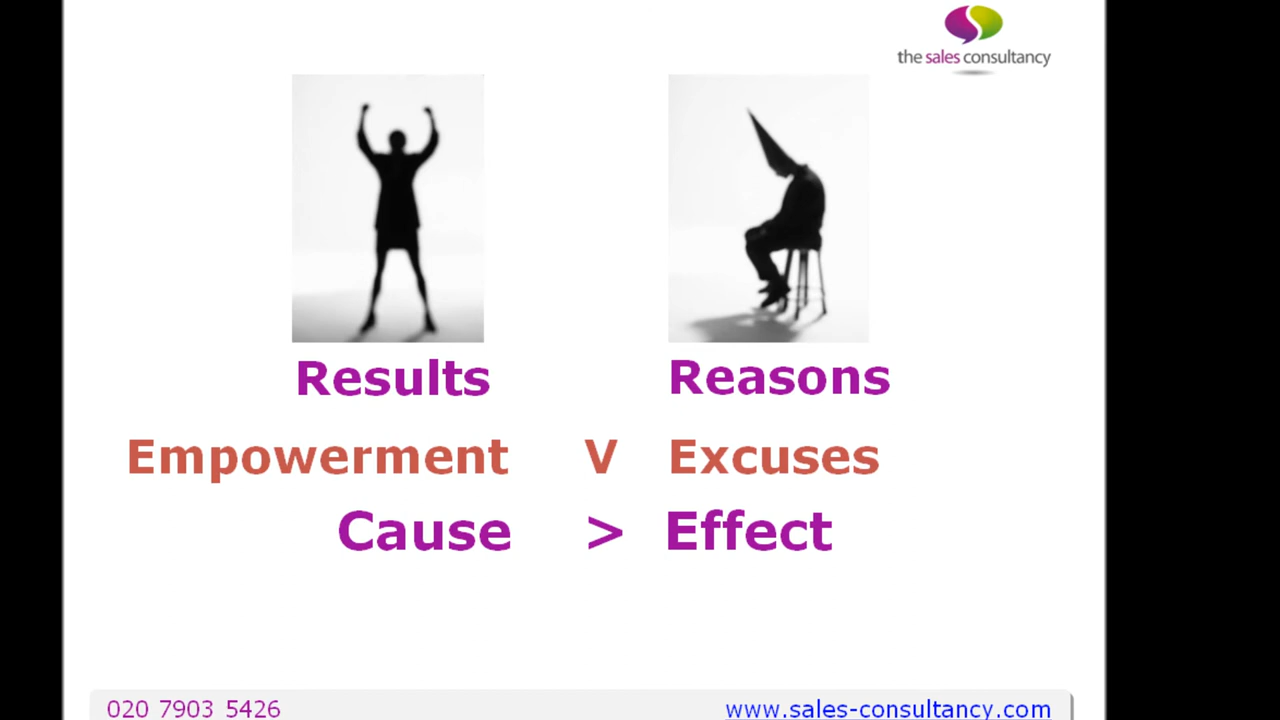 the sales consultancy
Results Reasons
Empowerment V Excuses
Cause > Effect
020 7903 5426 www.sales-consultancy.com